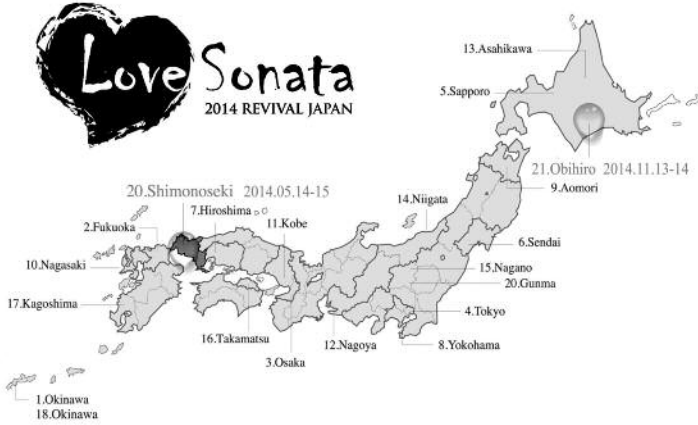 Love Sonata
2014 REVIVAL JAPAN
13.Asahikawa
5.Sapporo
21.Obihiro 2014.11.13-14
20.Shimonoseki 2014.05.14-15
9.Aomori
14.Niigata
7.Hiroshima
2.Fukuoka
11.Kobe
6.Sendai
10.Nagasaki
15.Nagano
20.Gunma
17.Kagoshima
4.Tokyo
16.Takamatsu
12.Nagoya
8.Yokohama
3.Osaka
1.Okinawa
18.Okinawa